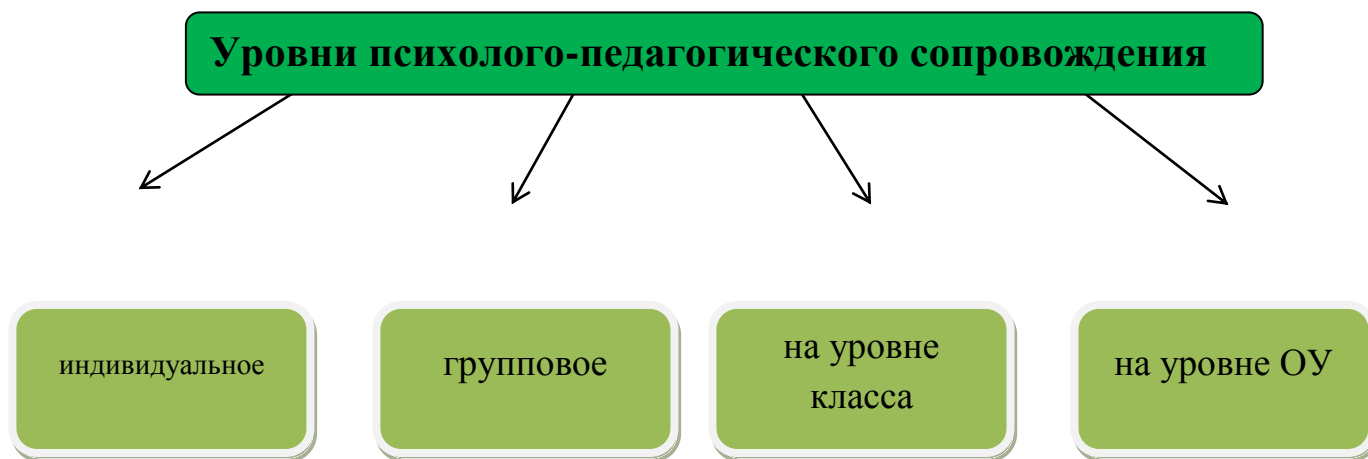 Уровни психолого-педагогического сопровождения
индивидуальное
групповое
на уровне
класса
на уровне ОУ